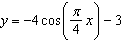 y = −4 cos(π/4 x) − 3